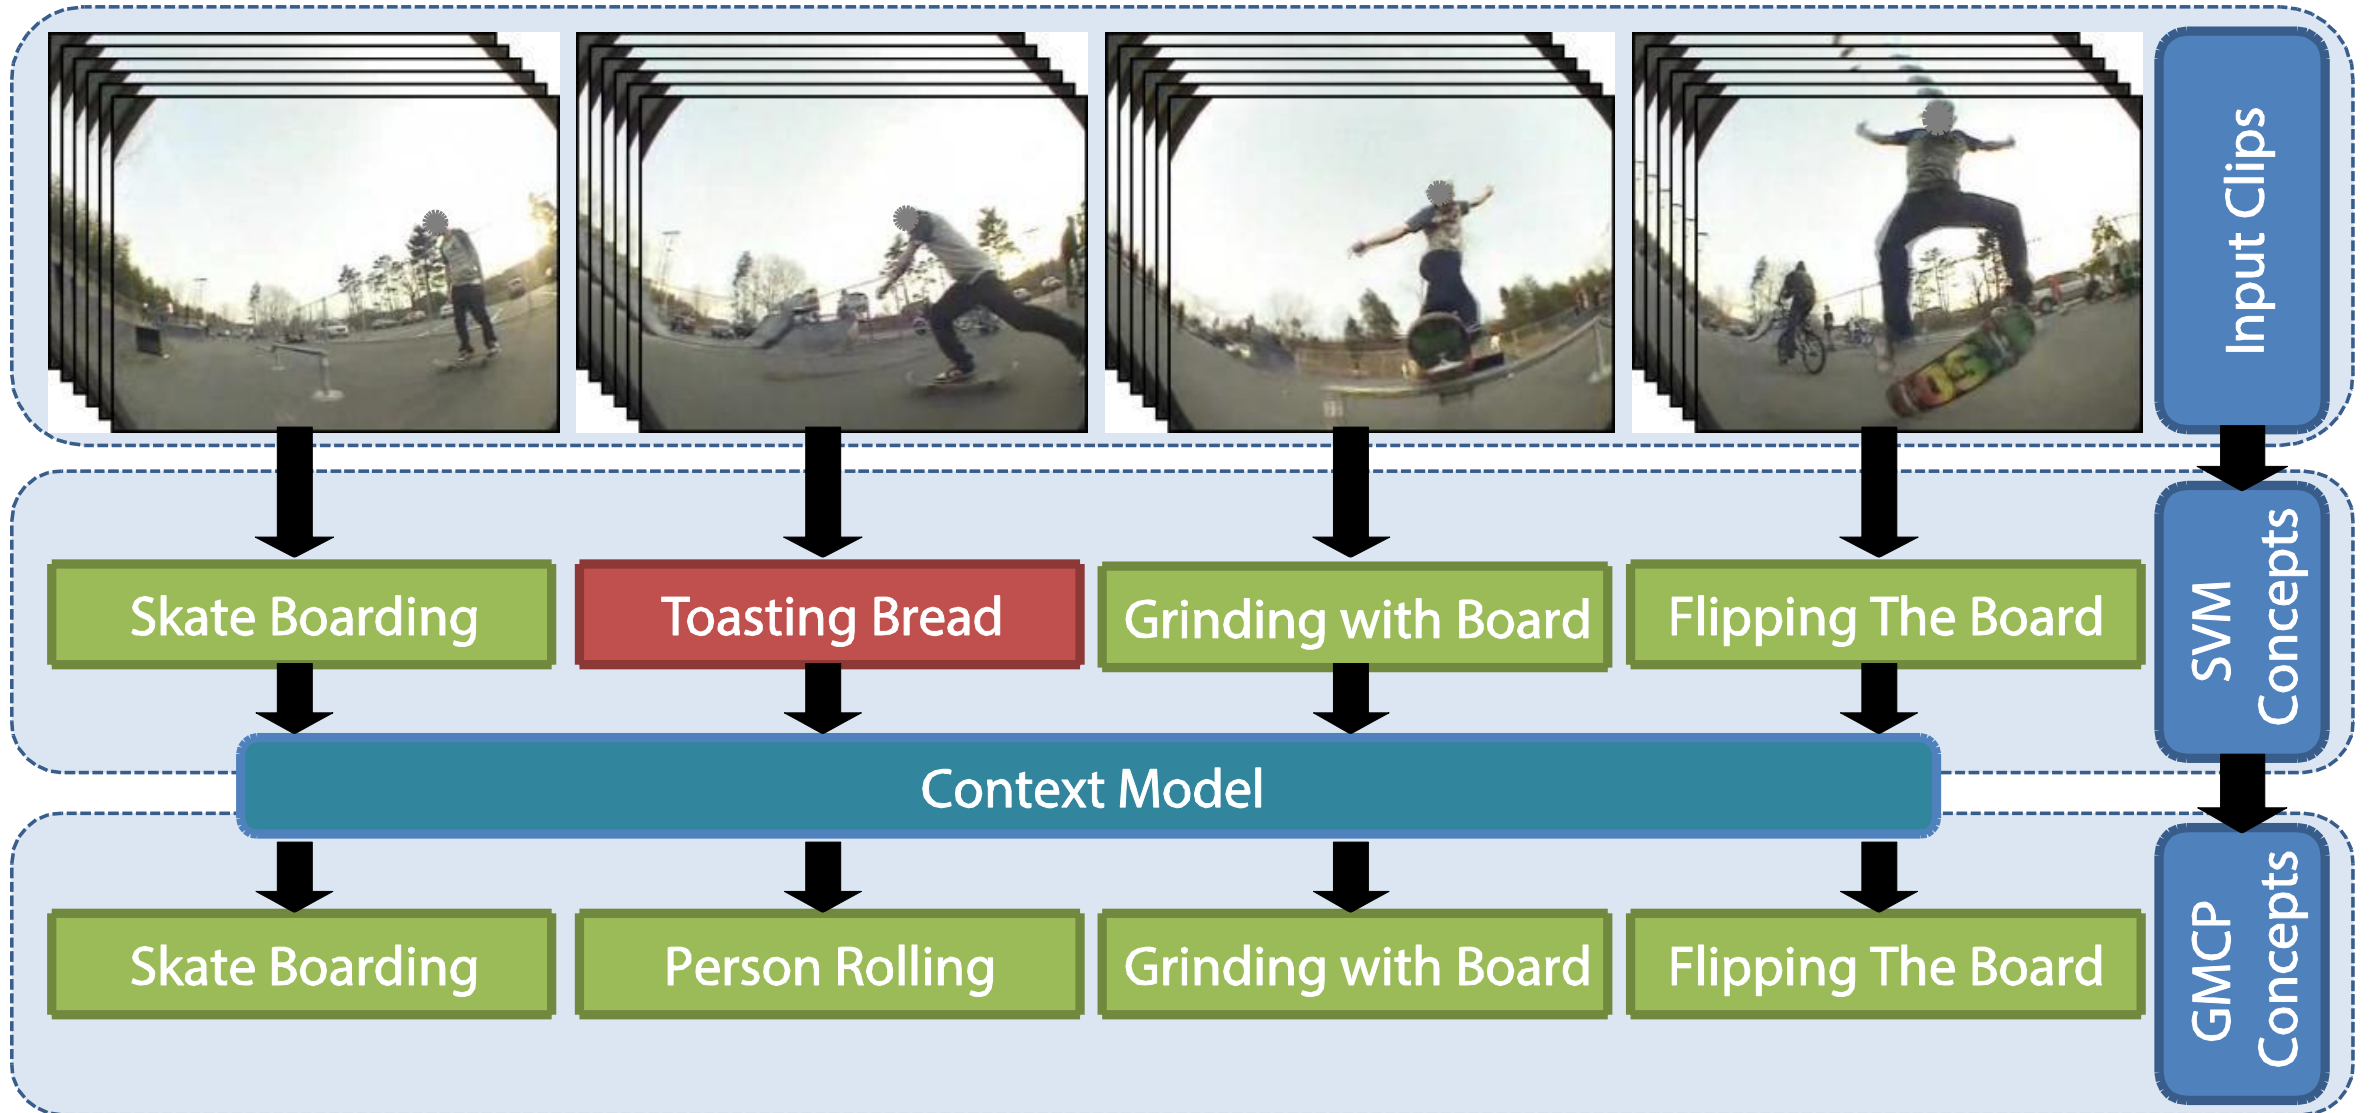 Input Clips
Skate Boarding
Toasting Bread
Grinding with Board
Flipping The Board
SVM
Concepts
Context Model
Skate Boarding
Person Rolling
Grinding with Board
Flipping The Board
GMCP
Concepts